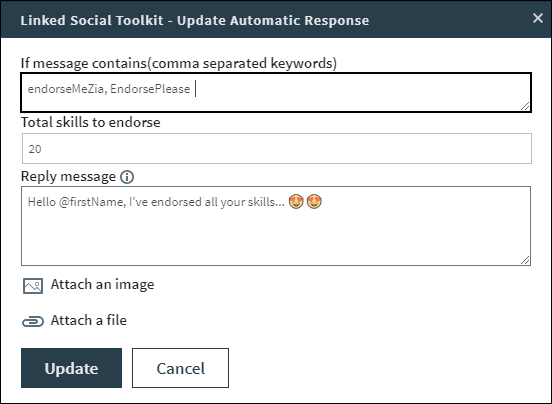 Linked Social Toolkit - Update Automatic Response
If message contains(comma separated keywords)
endorseMeZia, EndorsePlease
Total skills to endorse
20
Reply message
Hello @firstName, I've endorsed all your skills... 😍😍
Attach an image
Attach a file
Update Cancel